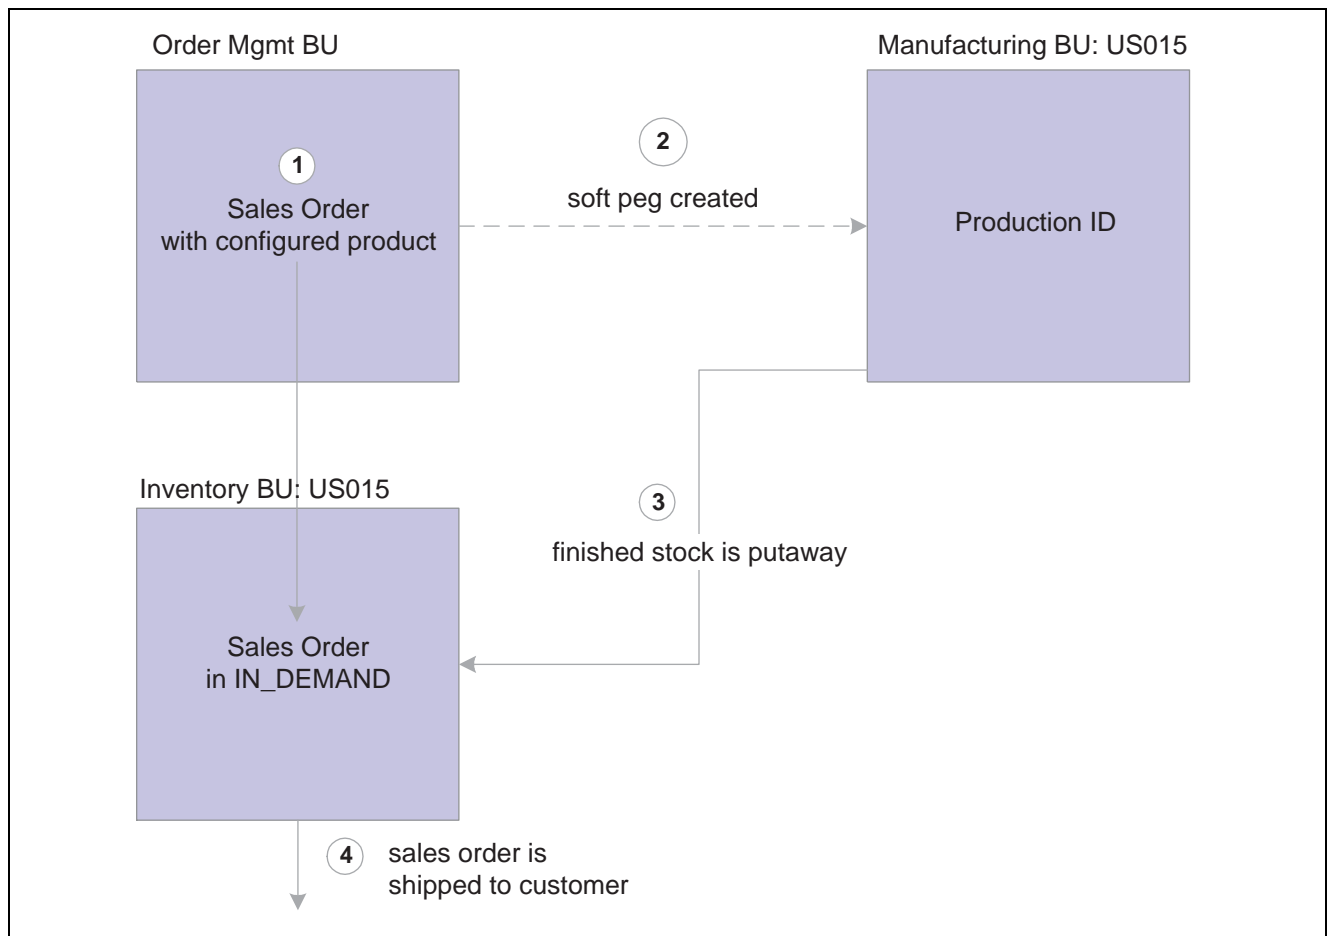 Order Mgmt BU
Manufacturing BU: US015
1
Sales Order
with configured product
2
soft peg created
Production ID
Inventory BU: US015
3
finished stock is putaway
Sales Order
in IN_DEMAND
4
sales order is
shipped to customer